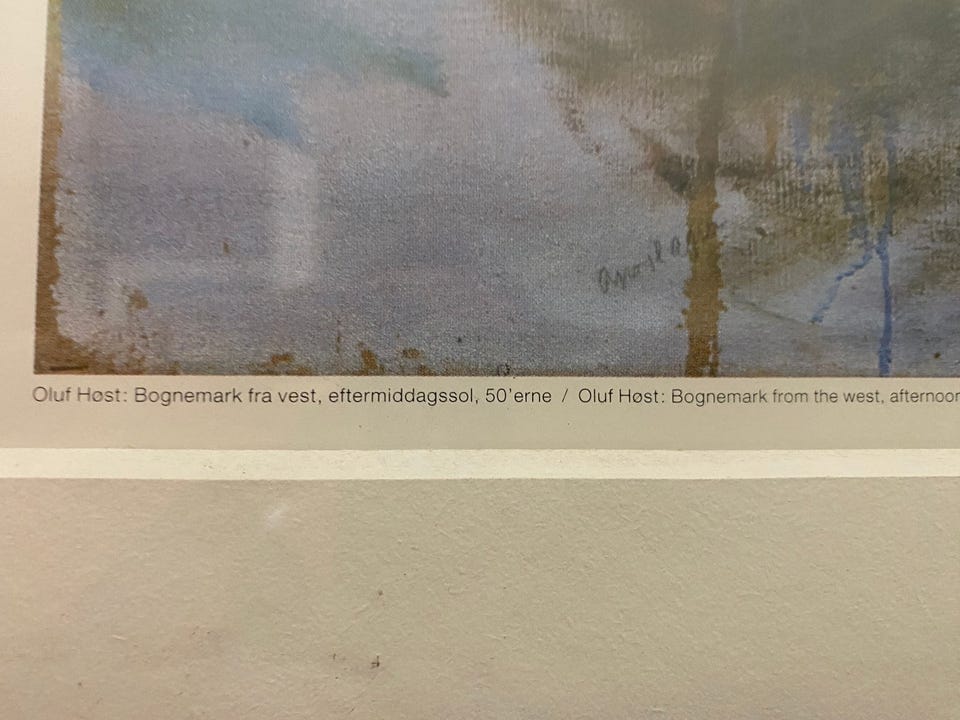 Oluf Høst: Bognemark fra vest, eftermiddagssol, 50'erne / Oluf Høst: Bognemark from the west, afternoon